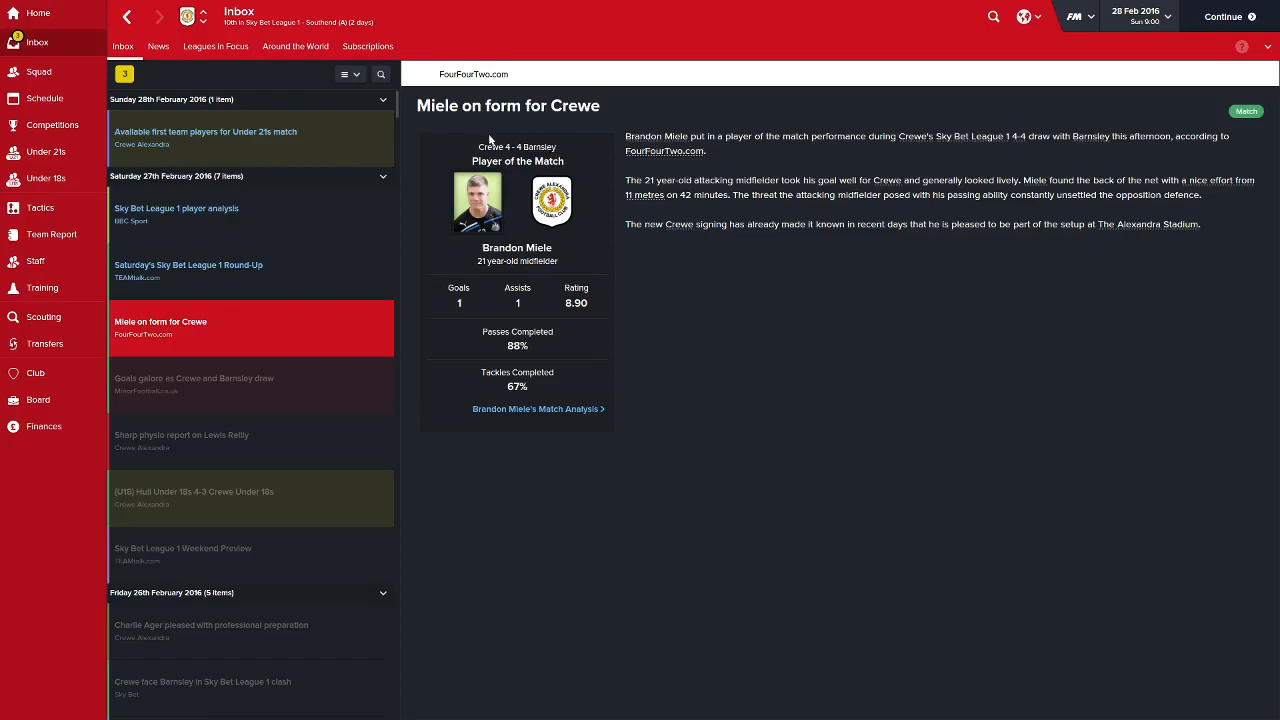 Home
Inbox
10th in Sky Bet League 1 - Southend (A) (2 days)
FM
28 Feb 2016
Sun 9:00
Continue
3
Inbox
Inbox
News
Leagues in Focus
Around the World
Subscriptions
?
Squad
Schedule
Competitions
Under 21s
Under 18s
Tactics
Team Report
Staff
Training
Scouting
Transfers
Club
Board
Finances
3
Sunday 28th February 2016 (1 item)
Available first team players for Under 21s match
Crewe Alexandra
Saturday 27th February 2016 (7 items)
Sky Bet League 1 player analysis
BBC Sport
Saturday's Sky Bet League 1 Round-Up
TEAMtalk.com
Miele on form for Crewe
FourFourTwo.com
Goals galore as Crewe and Barnsley draw
MinorFootball.co.uk
Sharp physio report on Lewis Reilly
Crewe Alexandra
(U18) Hull Under 18s 4-3 Crewe Under 18s
Crewe Alexandra
Sky Bet League 1 Weekend Preview
TEAMtalk.com
Friday 26th February 2016 (5 items)
Charlie Ager pleased with professional preparation
Crewe Alexandra
Crewe face Barnsley in Sky Bet League 1 clash
Sky Bet
FourFourTwo.com
Miele on form for Crewe
Match
Crewe 4 - 4 Barnsley
Player of the Match
Brandon Miele
21 year-old midfielder
Goals
Assists
Rating
1
1
8.90
Passes Completed
88%
Tackles Completed
67%
Brandon Miele's Match Analysis >
Brandon Miele put in a player of the match performance during Crewe's Sky Bet League 1 4-4 draw with Barnsley this afternoon, according to
FourFourTwo.com.
The 21 year-old attacking midfielder took his goal well for Crewe and generally looked lively. Miele found the back of the net with a nice effort from
11 metres on 42 minutes. The threat the attacking midfielder posed with his passing ability constantly unsettled the opposition defence.
The new Crewe signing has already made it known in recent days that he is pleased to be part of the setup at The Alexandra Stadium.